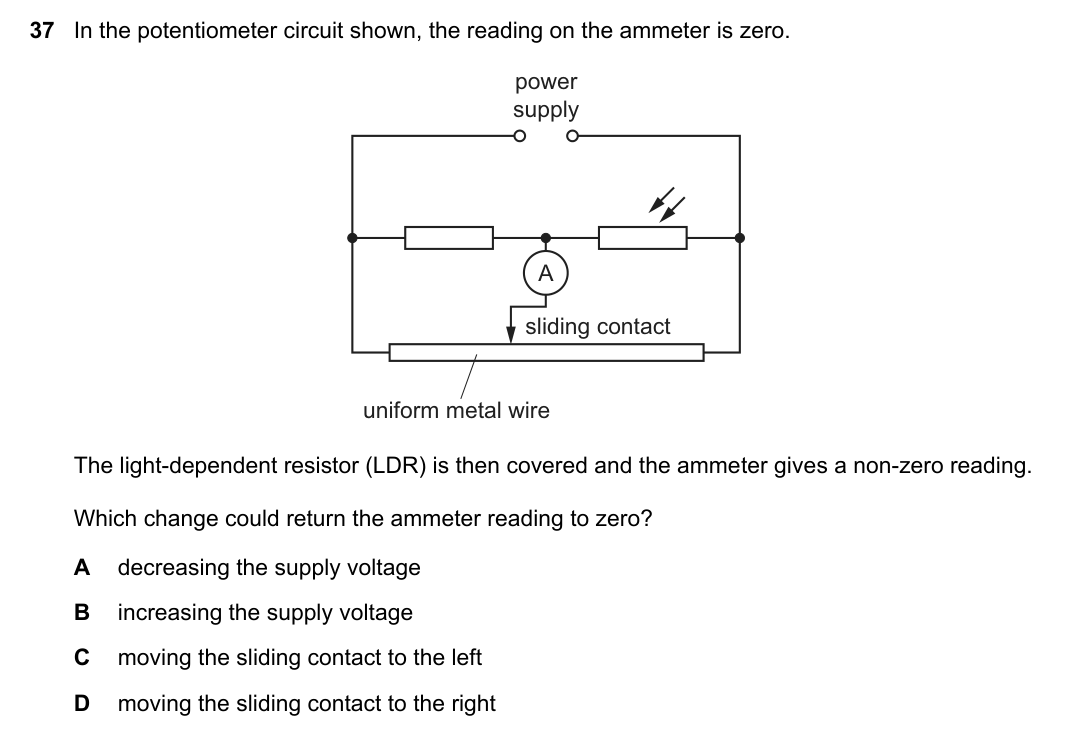 37 In the potentiometer circuit shown, the reading on the ammeter is zero.
power
supply
A
sliding contact
uniform metal wire
The light-dependent resistor (LDR) is then covered and the ammeter gives a non-zero reading.
Which change could return the ammeter reading to zero?
A decreasing the supply voltage
B increasing the supply voltage
C moving the sliding contact to the left
D moving the sliding contact to the right